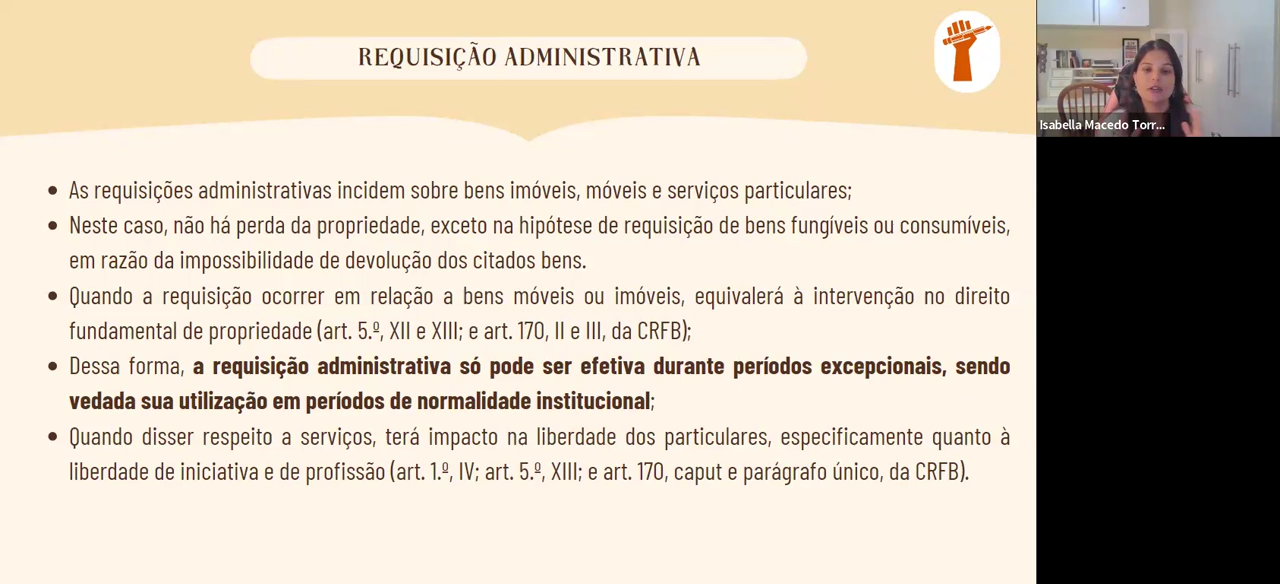 REQUISIÇÃO ADMINISTRATIVA
Isabella Macedo Torr...
• As requisições administrativas incidem sobre bens imóveis, móveis e serviços particulares;
• Neste caso, não há perda da propriedade, exceto na hipótese de requisição de bens fungíveis ou consumíveis,
em razão da impossibilidade de devolução dos citados bens.
• Quando a requisição ocorrer em relação a bens móveis ou imóveis, equivalerá à intervenção no direito
fundamental de propriedade (art. 5.º, XII e XIII; e art. 170, II e III, da CRFB);
• Dessa forma, a requisição administrativa só pode ser efetiva durante períodos excepcionais, sendo
vedada sua utilização em períodos de normalidade institucional;
• Quando disser respeito a serviços, terá impacto na liberdade dos particulares, especificamente quanto à
liberdade de iniciativa e de profissão (art. 1.º, IV; art. 5.º, XIII; e art. 170, caput e parágrafo único, da CRFB).